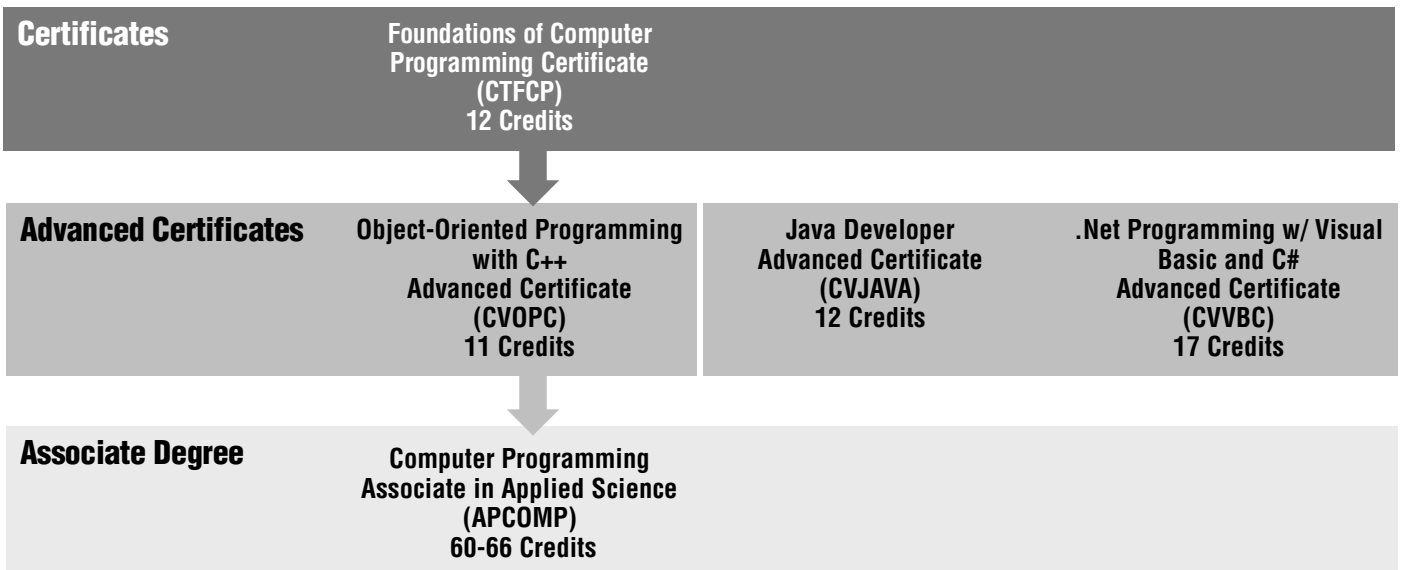 Certificates
Foundations of Computer
Programming Certificate
(CTFCP)
12 Credits
Advanced Certificates
Object-Oriented Programming
with C++
Advanced Certificate
(CVOPC)
11 Credits
Java Developer
Advanced Certificate
(CVJAVA)
12 Credits
.Net Programming w/ Visual
Basic and C#
Advanced Certificate
(CVVBC)
17 Credits
Associate Degree
Computer Programming
Associate in Applied Science
(APCOMP)
60-66 Credits